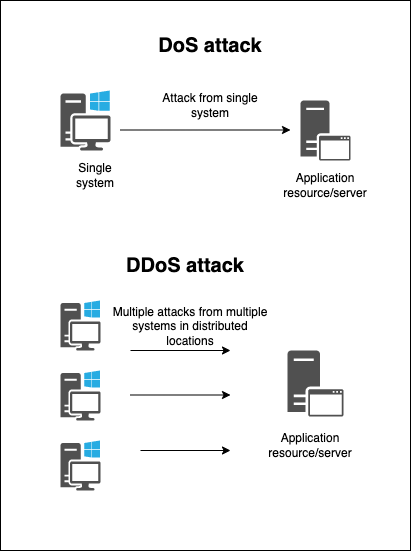 DoS attack
Attack from single
system
Single
system
Application
resource/server
DDoS attack
Multiple attacks from multiple
systems in distributed
locations
Application
resource/server